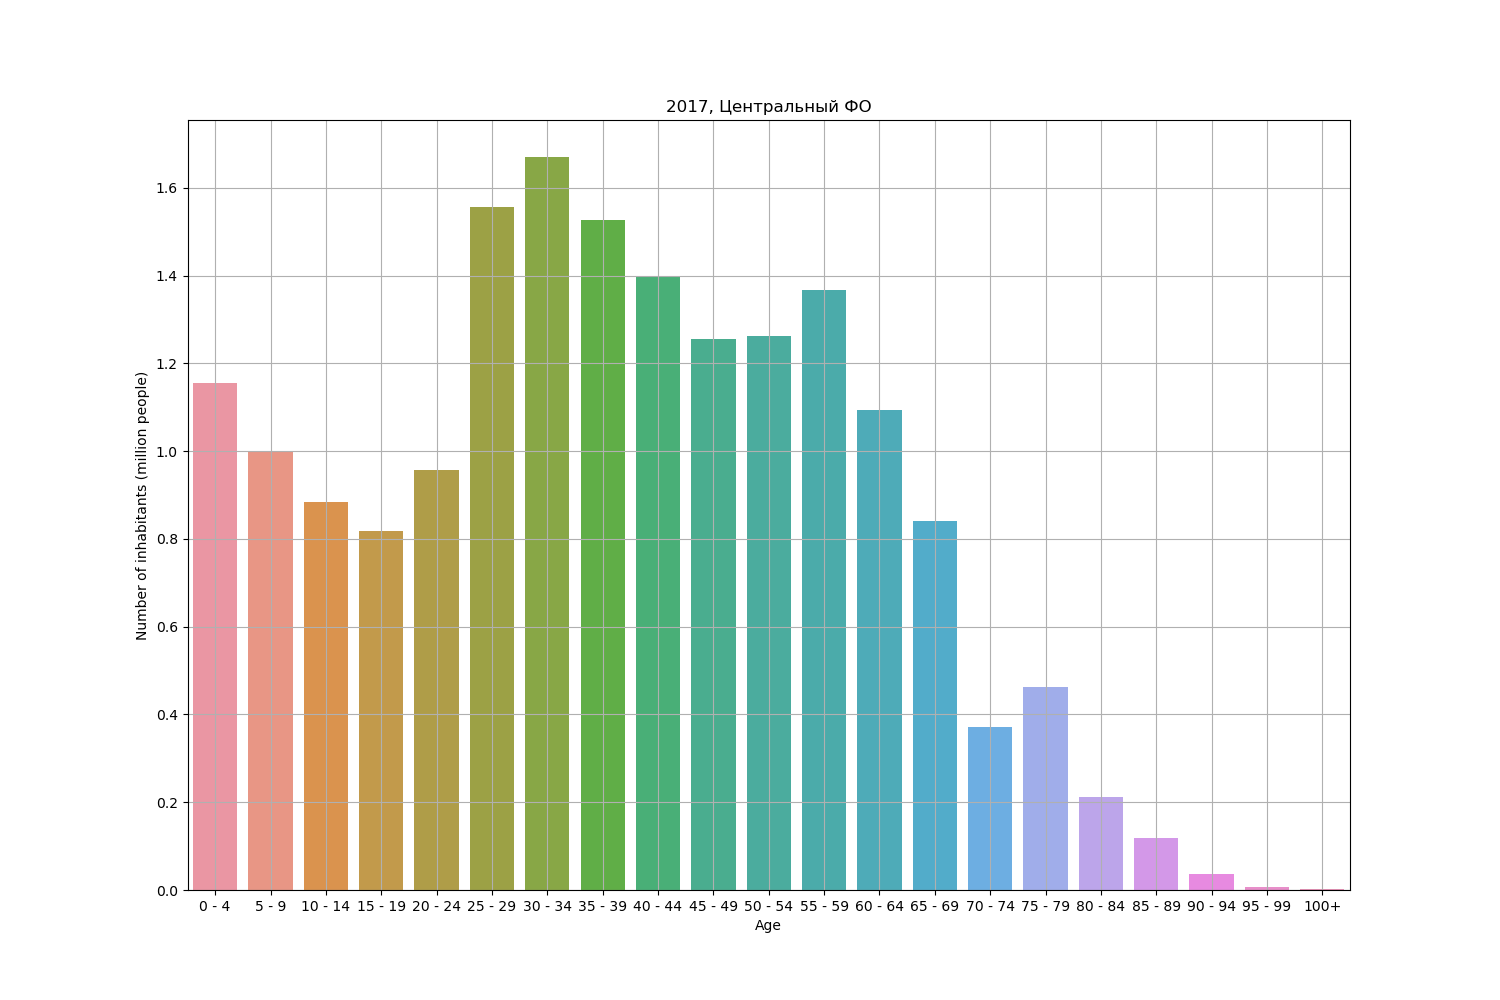 2017, Центральный ФО
Number of inhabitants (million people)
1.6
1.4
1.2
1.0
0.8
0.6
0.4
0.2
0.0
0 - 4 5 - 9 10 - 14 15 - 19 20 - 24 25 - 29 30 - 34 35 - 39 40 - 44 45 - 49 50 - 54 55 - 59 60 - 64 65 - 69 70 - 74 75 - 79 80 - 84 85 - 89 90 - 94 95 - 99 100+
Age